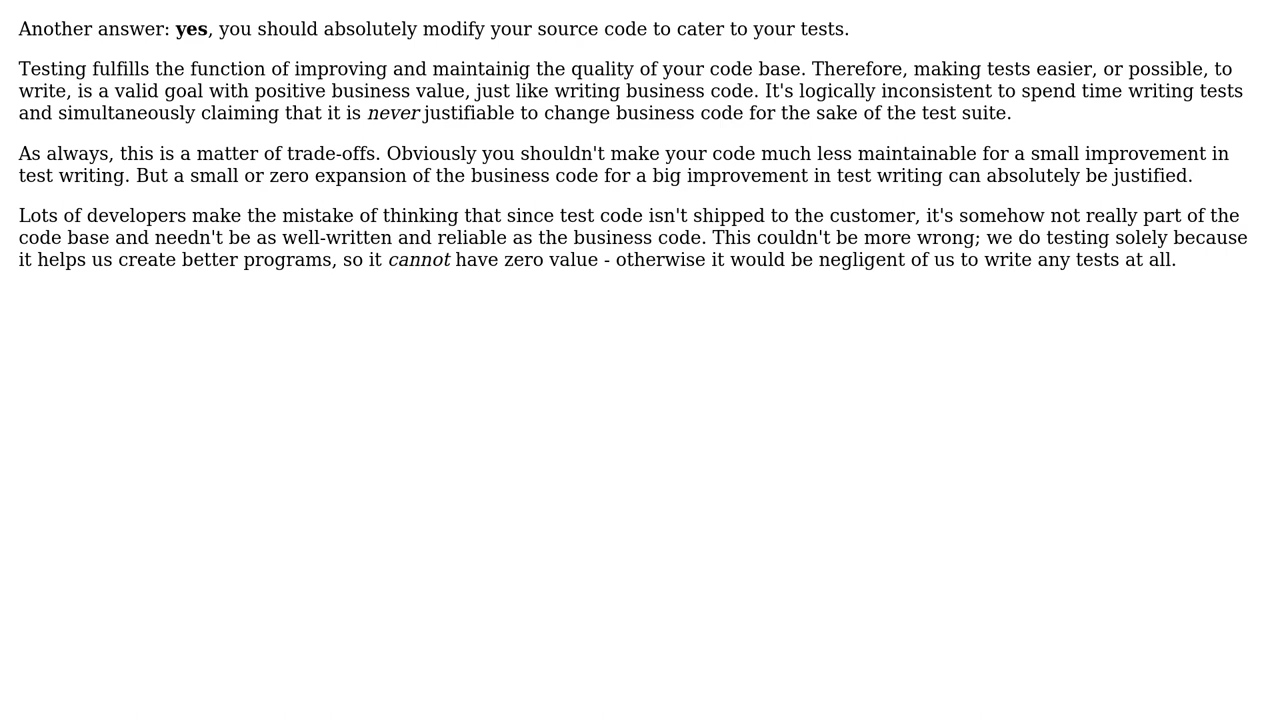 Another answer: yes, you should absolutely modify your source code to cater to your tests.
Testing fulfills the function of improving and maintainig the quality of your code base. Therefore, making tests easier, or possible, to
write, is a valid goal with positive business value, just like writing business code. It's logically inconsistent to spend time writing tests
and simultaneously claiming that it is never justifiable to change business code for the sake of the test suite.
As always, this is a matter of trade-offs. Obviously you shouldn't make your code much less maintainable for a small improvement in
test writing. But a small or zero expansion of the business code for a big improvement in test writing can absolutely be justified.
Lots of developers make the mistake of thinking that since test code isn't shipped to the customer, it's somehow not really part of the
code base and needn't be as well-written and reliable as the business code. This couldn't be more wrong; we do testing solely because
it helps us create better programs, so it cannot have zero value - otherwise it would be negligent of us to write any tests at all.